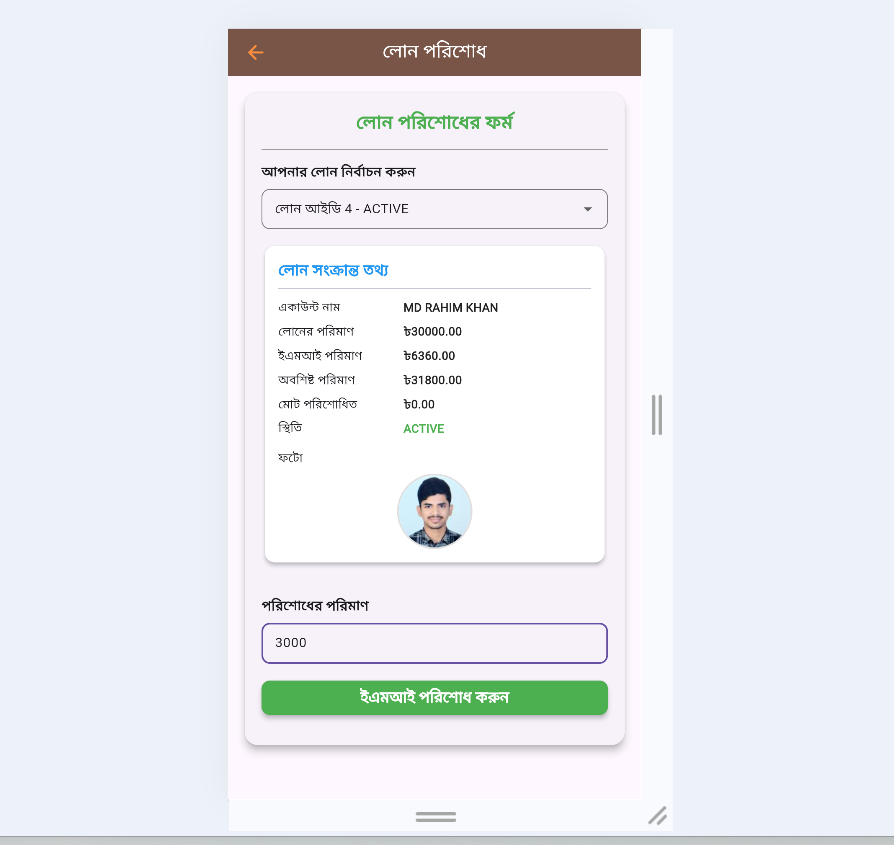 লোন পরিশোধ
লোন পরিশোধের ফর্ম
আপনার লোন নির্বাচন করুন
লোন আইডি 4 - ACTIVE
লোন সংক্রান্ত তথ্য
একাউন্ট নাম MD RAHIM KHAN
লোনের পরিমাণ ৳30000.00
ইএমআই পরিমাণ ৳6360.00
অবশিষ্ট পরিমাণ ৳31800.00
মোট পরিশোধিত ৳0.00
স্থিতি ACTIVE
ফটো
পরিশোধের পরিমাণ
3000
ইএমআই পরিশোধ করুন